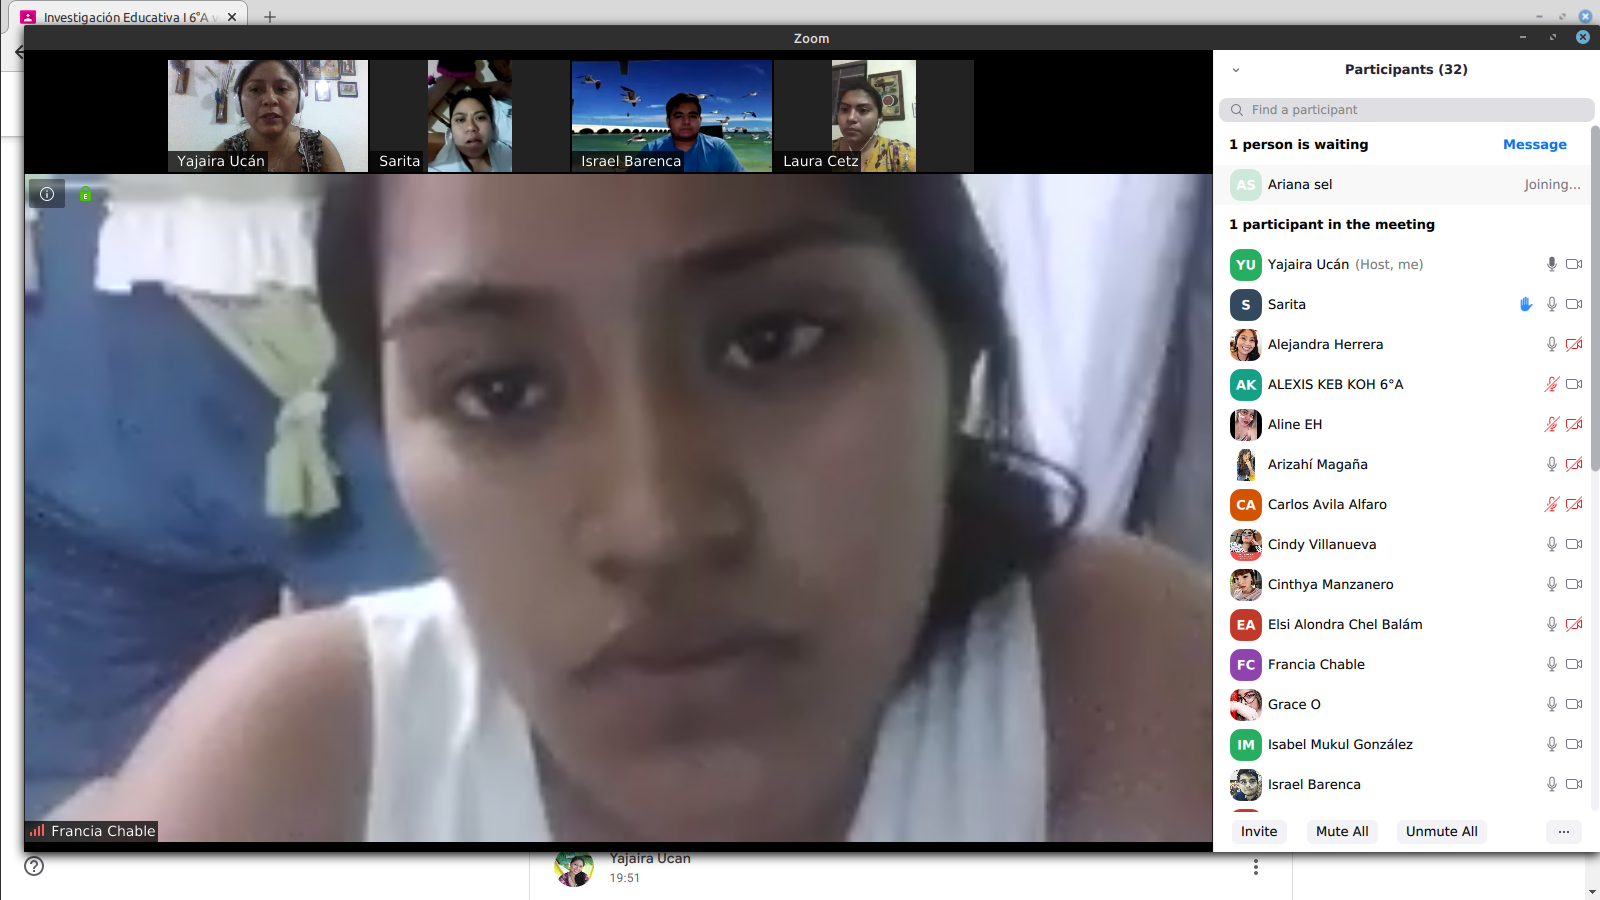 Investigación Educativa I 6°A v
Zoom
Yajaira Ucán
Sarita
Israel Barenca
Laura Cetz
E
Francia Chable
Participants (32)
Find a participant
1 person is waiting
Message
AS Ariana sel Joining...
1 participant in the meeting
YU Yajaira Ucán (Host, me)
S Sarita
Alejandra Herrera
AK ALEXIS KEB KOH 6°A
Aline EH
Arizahí Magaña
CA Carlos Avila Alfaro
Cindy Villanueva
Cinthya Manzanero
EA Elsi Alondra Chel Balám
FC Francia Chable
Grace O
IM Isabel Mukul González
Israel Barenca
Invite Mute All Unmute All ...
Yajaira Ucan
19:51